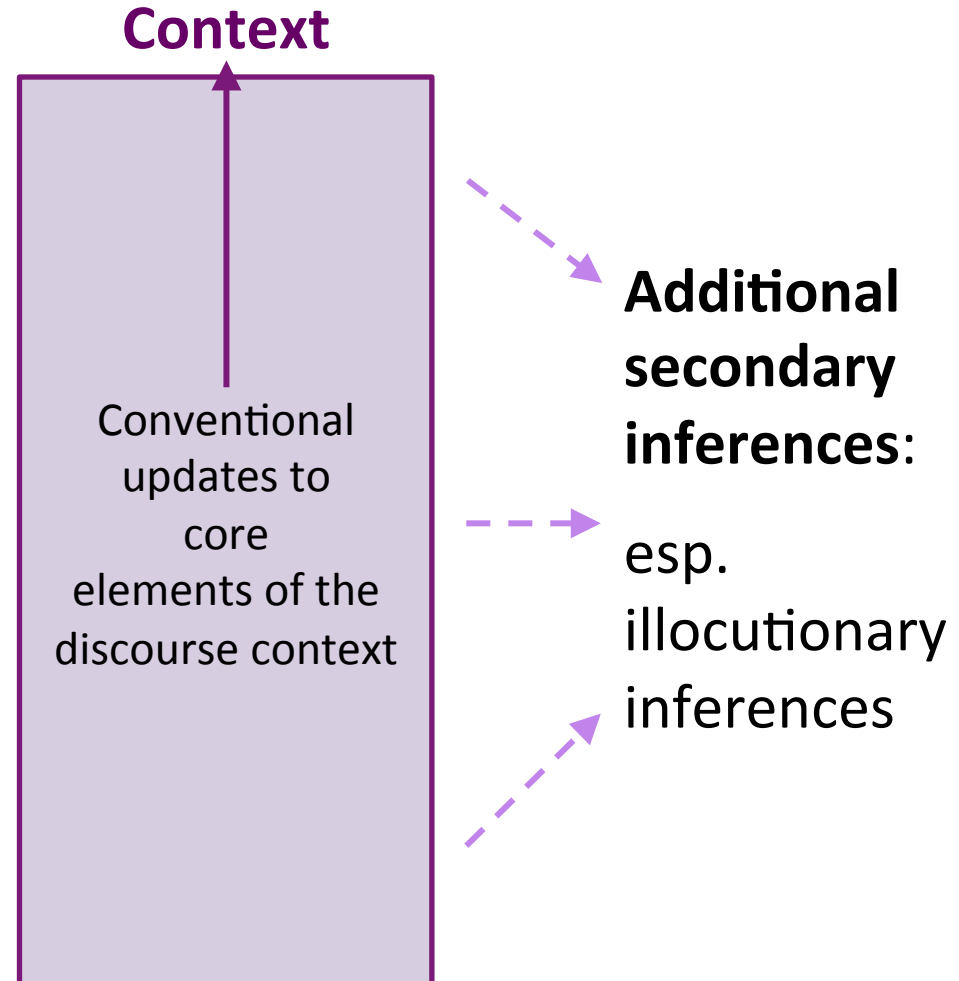 Context
Conventional
updates to
core
elements of the
discourse context
Additional
secondary
inferences:
esp.
illocutionary
inferences